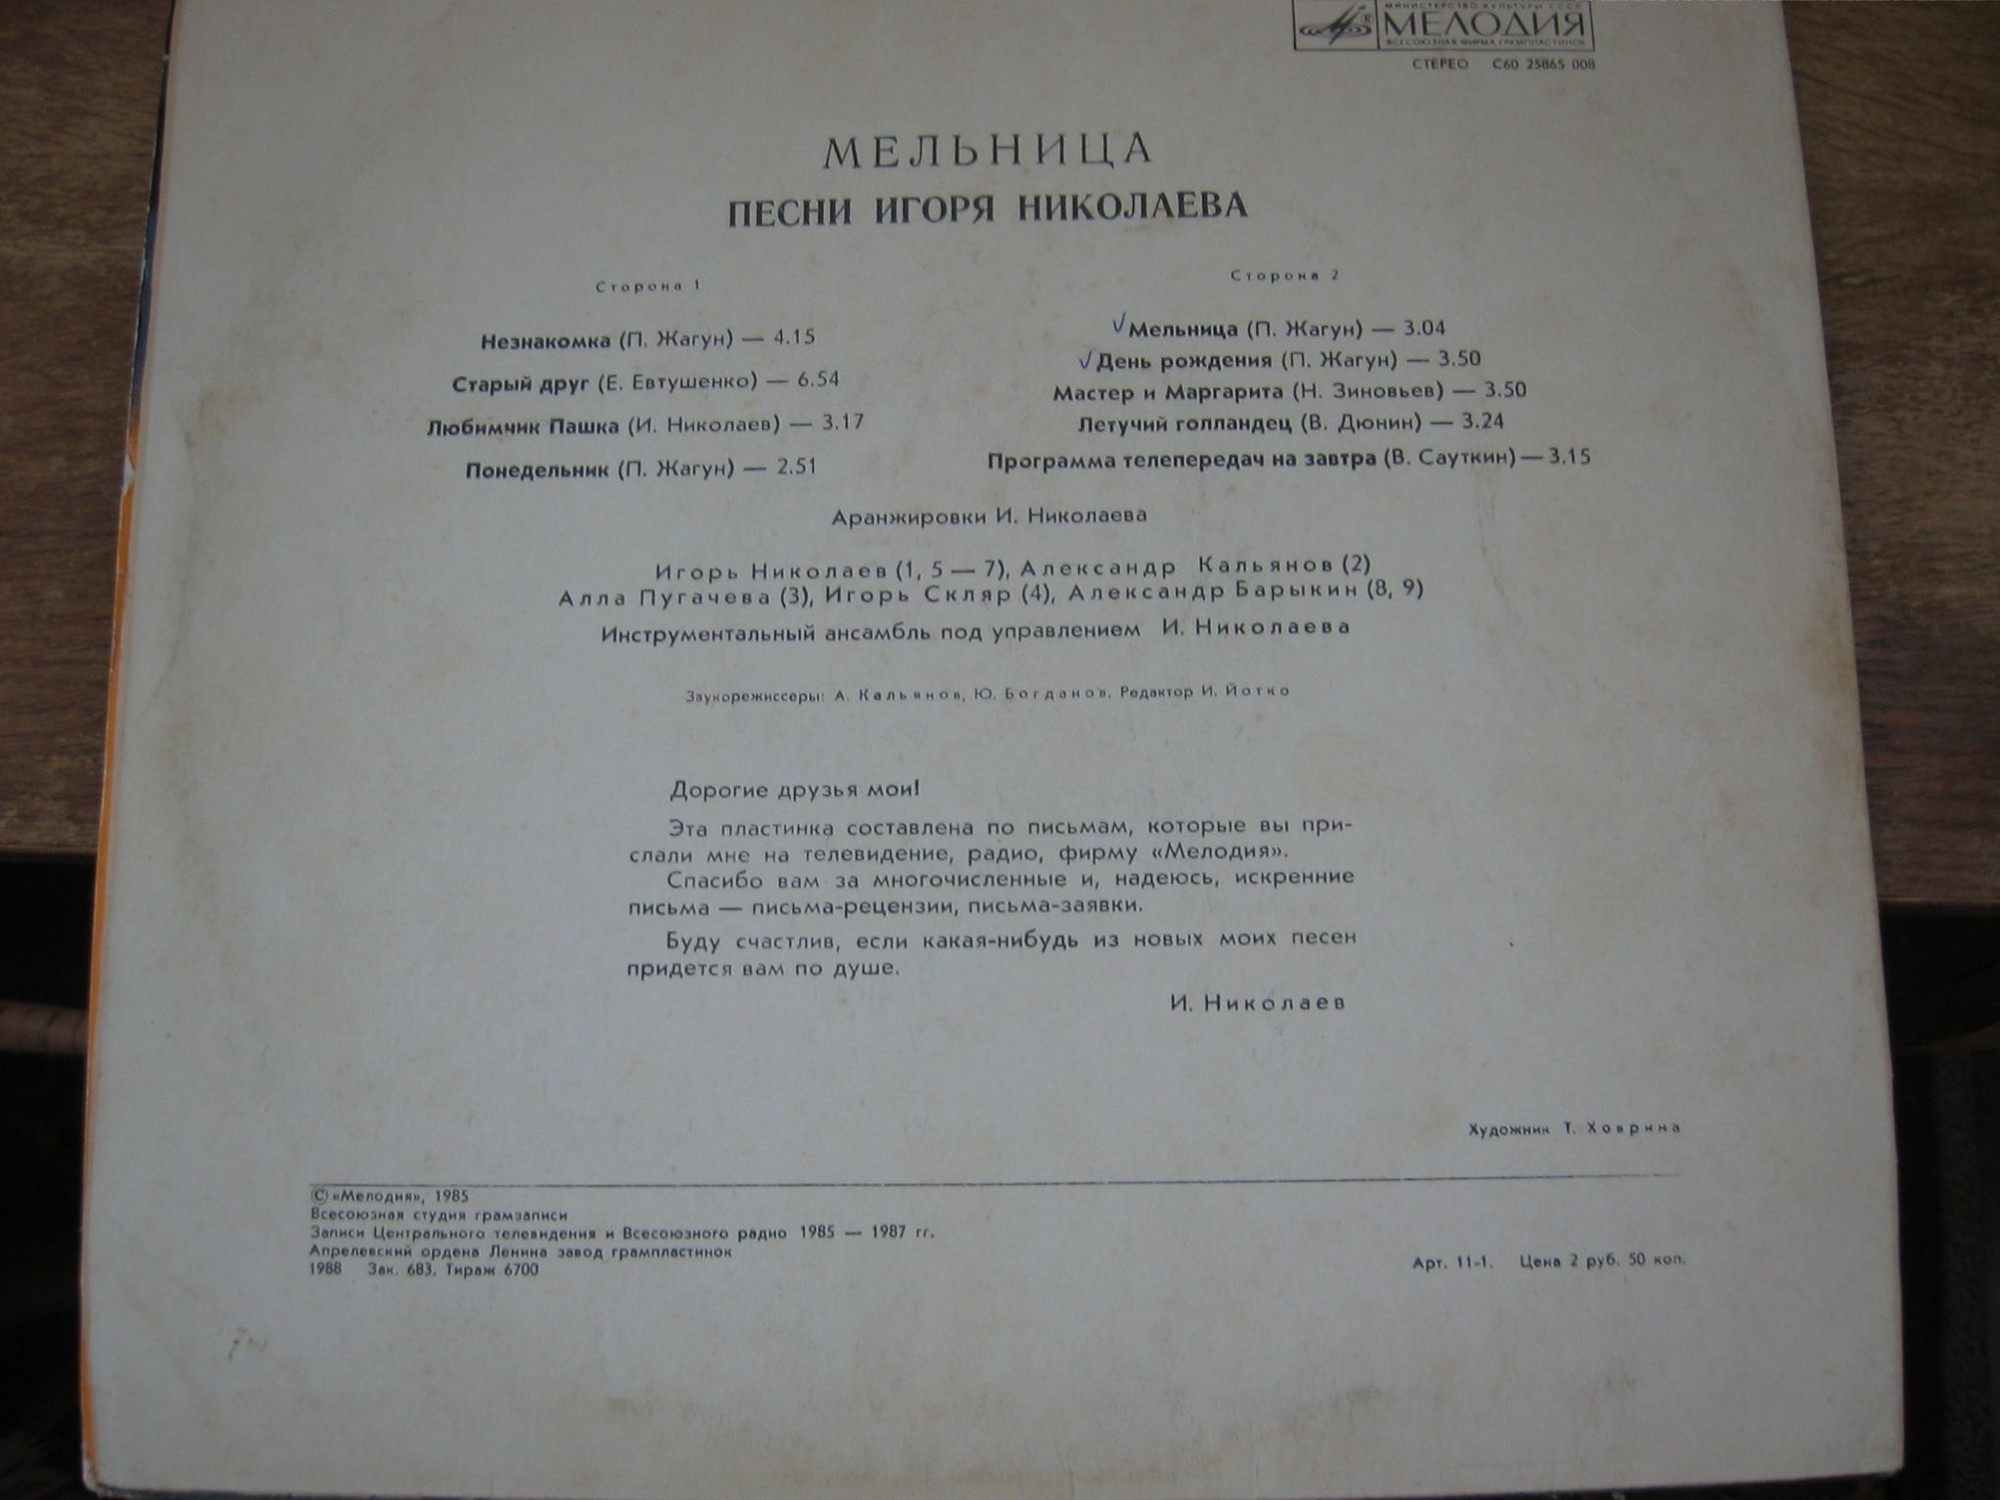 МИНИСТЕРСТВО КУЛЬТУРЫ СССР
МЕЛОДИЯ
ВСЕСОЮЗНАЯ ФИРМА ГРАМПЛАСТИНОК
СТЕРЕО С60 25865 008
МЕЛЬНИЦА
ПЕСНИ ИГОРЯ НИКОЛАЕВА
Сторона 1
Незнакомка (П. Жагун) — 4.15
Старый друг (Е. Евтушенко) — 6.54
Любимчик Пашка (И. Николаев) — 3.17
Понедельник (П. Жагун) — 2.51
Сторона 2
Мельница (П. Жагун) — 3.04
День рождения (П. Жагун) — 3.50
Мастер и Маргарита (Н. Зиновьев) — 3.50
Летучий голландец (В. Дюнин) — 3.24
Программа телепередач на завтра (В. Сауткин) — 3.15
Аранжировки И. Николаева
Игорь Николаев (1, 5 — 7), Александр Кальянов (2)
Алла Пугачева (3), Игорь Скляр (4), Александр Барыкин (8, 9)
Инструментальный ансамбль под управлением И. Николаева
Звукорежиссеры: А. Кальянов, Ю. Богданов. Редактор И. Йотко
Дорогие друзья мои!
Эта пластинка составлена по письмам, которые вы при-
слали мне на телевидение, радио, фирму «Мелодия».
Спасибо вам за многочисленные и, надеюсь, искренние
письма — письма-рецензии, письма-заявки.
Буду счастлив, если какая-нибудь из новых моих песен
придется вам по душе.
И. Николаев
Художник Т. Ховрина
© «Мелодия», 1985
Всесоюзная студия грамзаписи
Записи Центрального телевидения и Всесоюзного радио 1985 — 1987 гг.
Апрелевский ордена Ленина завод грампластинок
1988 Зак. 683. Тираж 6700
Арт. 11-1. Цена 2 руб. 50 коп.